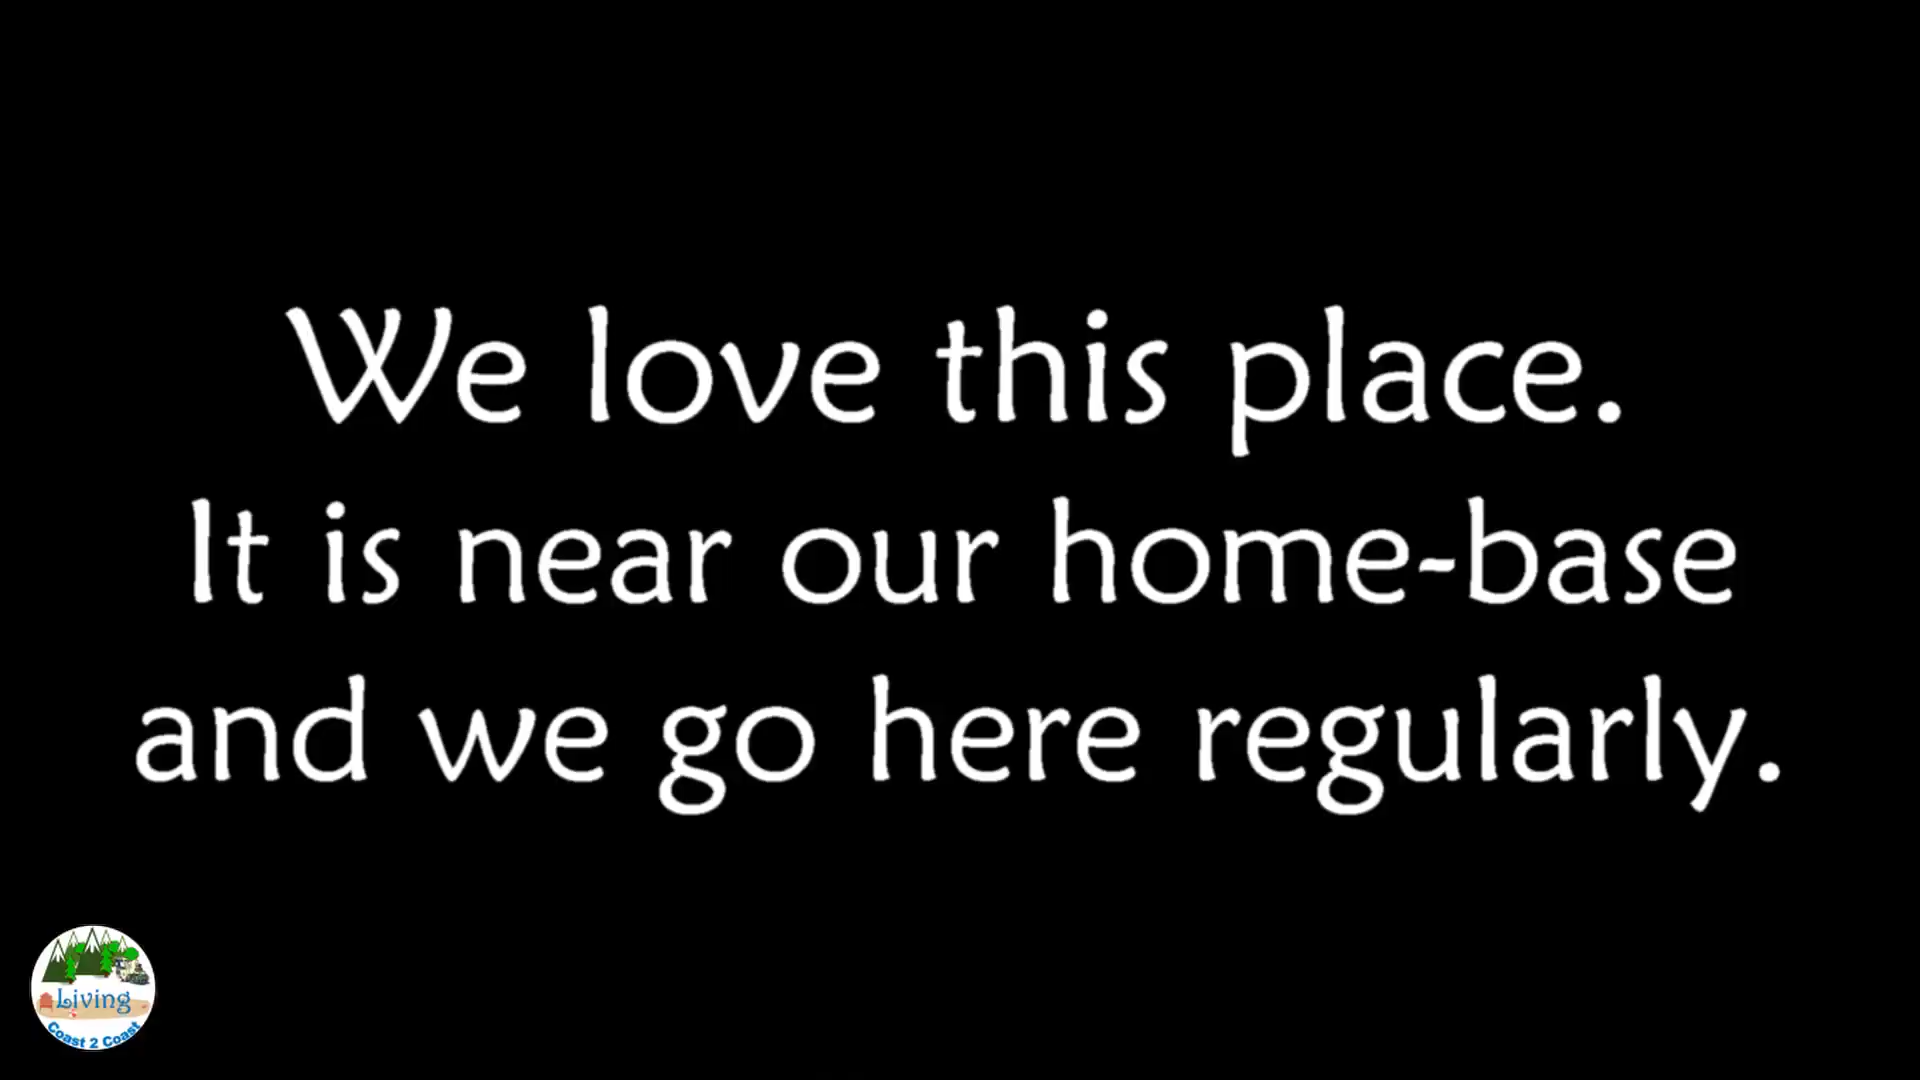 We love this place.
It is near our home-base
and we go here regularly.
Living
Coast 2 Coast